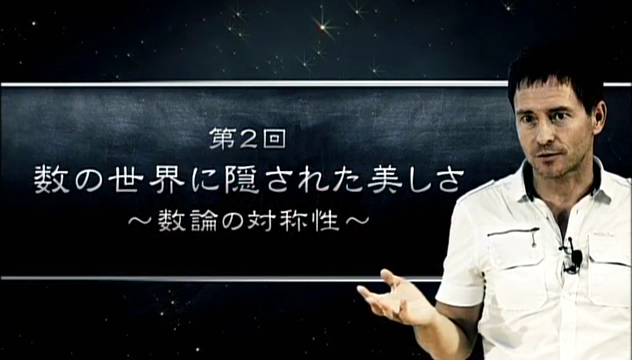 第2回
数の世界に隠された美しさ
～数論の対称性～